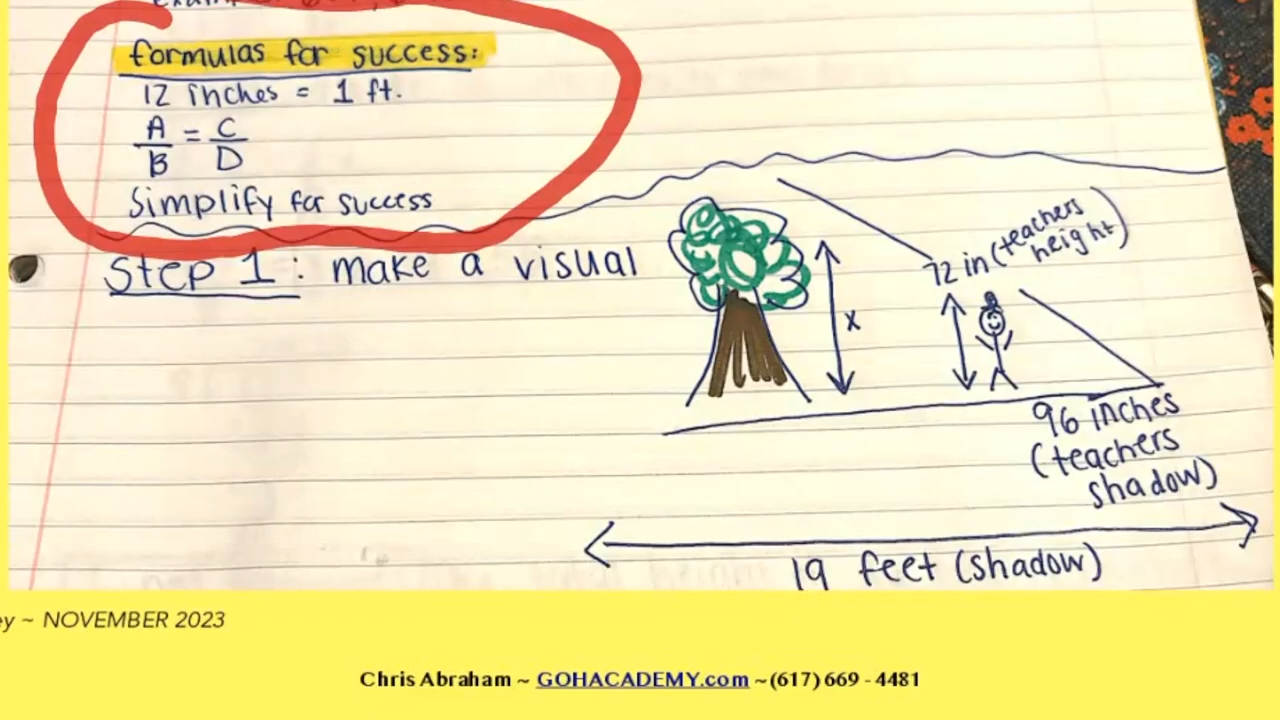 formulas for success:
12 inches = 1 ft.
A = C
B D
Simplify for success
Step 1: make a visual
72 in (teachers
height)
x
96 inches
(teachers
shadow)
19 feet (shadow)
~ NOVEMBER 2023
Chris Abraham ~ GOHACADEMY.com ~ (617) 669 - 4481